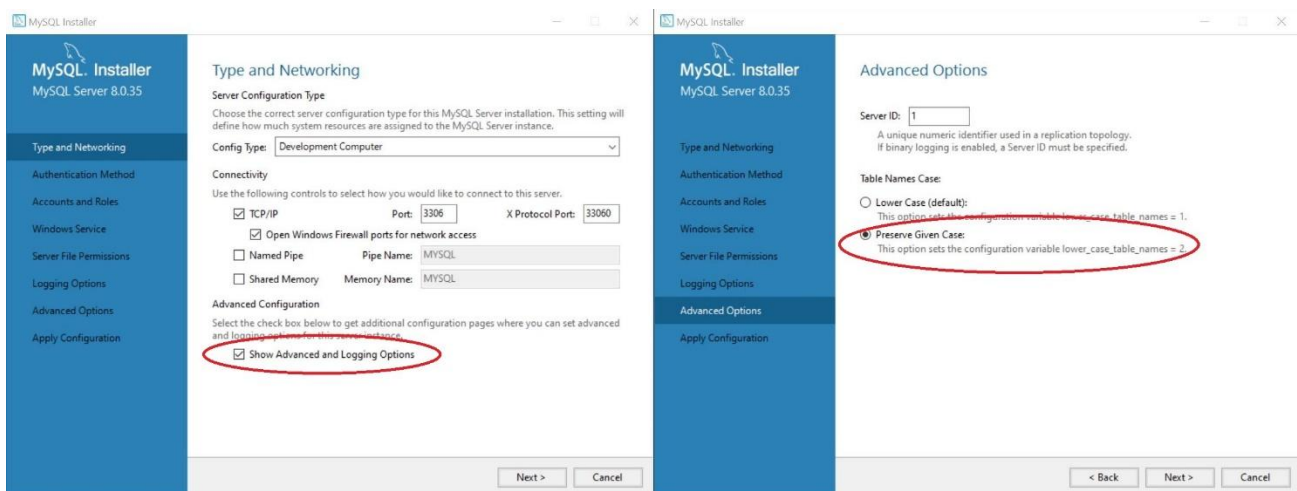 MySQL Installer
MySQL. Installer
MySQL Server 8.0.35
Type and Networking
Authentication Method
Accounts and Roles
Windows Service
Server File Permissions
Logging Options
Advanced Options
Apply Configuration
Type and Networking
Server Configuration Type
Choose the correct server configuration type for this MySQL Server installation. This setting will
define how much system resources are assigned to the MySQL Server instance.
Config Type: Development Computer
Connectivity
Use the following controls to select how you would like to connect to this server.
TCP/IP Port: 3306 X Protocol Port: 33060
Open Windows Firewall ports for network access
Named Pipe Pipe Name: MYSQL
Shared Memory Memory Name: MYSQL
Advanced Configuration
Select the check box below to get additional configuration pages where you can set advanced
and logging options for this server instance.
Show Advanced and Logging Options
Next > Cancel
MySQL Installer
MySQL. Installer
MySQL Server 8.0.35
Type and Networking
Authentication Method
Accounts and Roles
Windows Service
Server File Permissions
Logging Options
Advanced Options
Apply Configuration
Advanced Options
Server ID: 1
A unique numeric identifier used in a replication topology.
If binary logging is enabled, a Server ID must be specified.
Table Names Case:
Lower Case (default):
This option sets the configuration variable lower_case_table_names = 1.
Preserve Given Case:
This option sets the configuration variable lower_case_table_names = 2.
< Back Next > Cancel